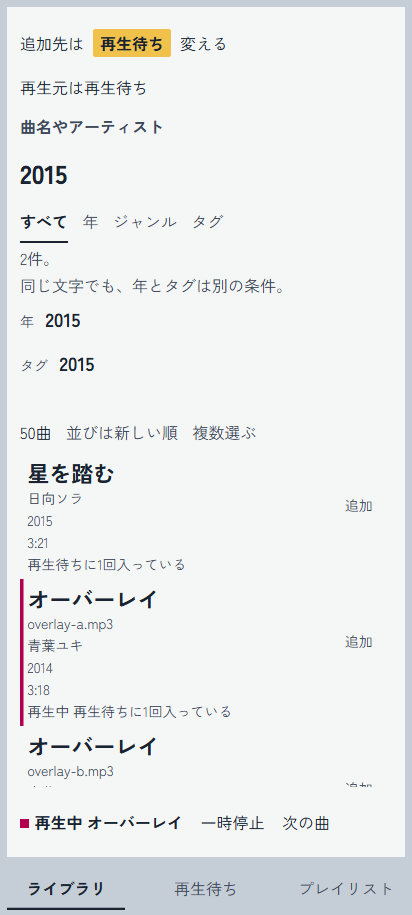 追加先は 再生待ち 変える
再生元は再生待ち
曲名やアーティスト
2015
すべて 年 ジャンル タグ
2件。
同じ文字でも、年とタグは別の条件。
年 2015
タグ 2015
50曲 並びは新しい順 複数選ぶ
星を踏む
日向ソラ
追加
2015
3:21
再生待ちに1回入っている
オーバーレイ
overlay-a.mp3
青葉ユキ
追加
2014
3:18
再生中 再生待ちに1回入っている
オーバーレイ
overlay-b.mp3
再生中 オーバーレイ 一時停止 次の曲
ライブラリ 再生待ち プレイリスト